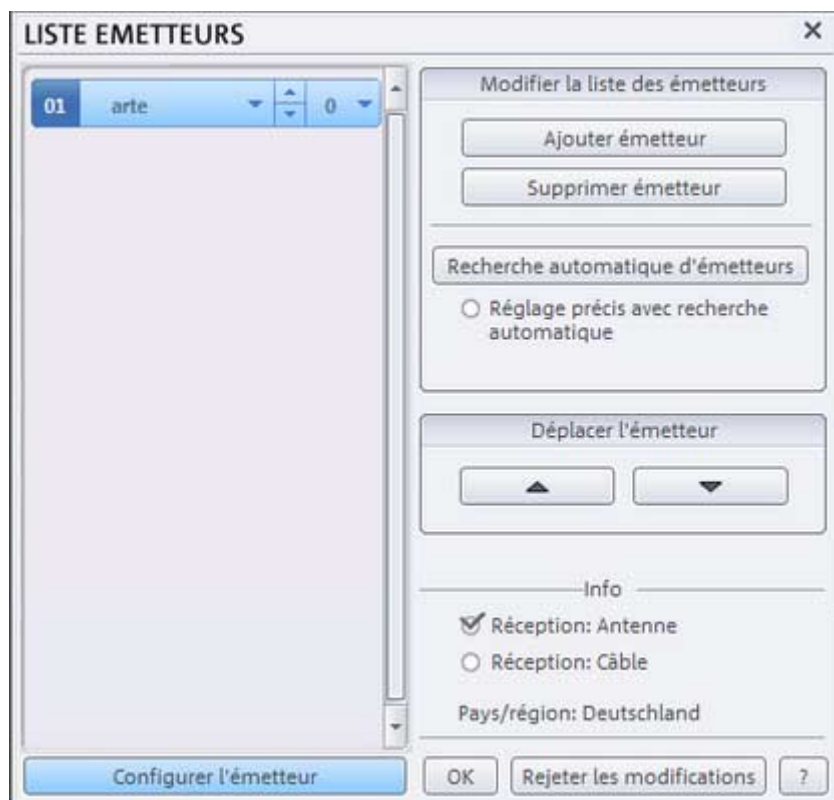 LISTE EMETTEURS
01 arte 0
Modifier la liste des émetteurs
Ajouter émetteur
Supprimer émetteur
Recherche automatique d'émetteurs
Réglage précis avec recherche
automatique
Déplacer l'émetteur
Info
Réception: Antenne
Réception: Câble
Pays/région: Deutschland
Configurer l'émetteur
OK
Rejeter les modifications
?